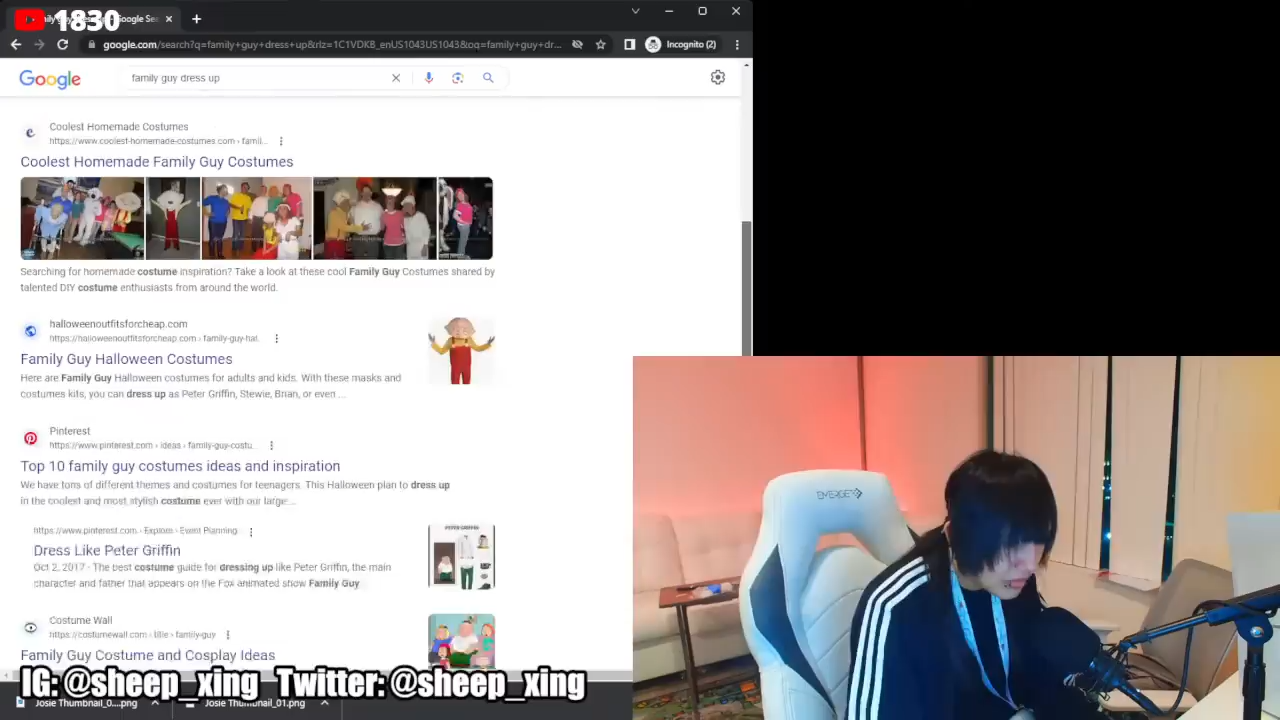 1830
Google Se
google.com/search?q=family+guy+dress+up&rlz=1C1VDKB_enUS1043US1043&oq=family+guy+dr...
Incognito (2)
Google
family guy dress up
Coolest Homemade Costumes
https://www.coolest-homemade-costumes.com › famili...
Coolest Homemade Family Guy Costumes
Searching for homemade costume inspiration? Take a look at these cool Family Guy Costumes shared by
talented DIY costume enthusiasts from around the world.
halloweenoutfitsforcheap.com
https://halloweenoutfitsforcheap.com › family-guy-hal.
Family Guy Halloween Costumes
Here are Family Guy Halloween costumes for adults and kids. With these masks and
costumes kits, you can dress up as Peter Griffin, Stewie, Brian, or even ...
Pinterest
https://www.pinterest.com › ideas › family-guy-costu...
Top 10 family guy costumes ideas and inspiration
We have tons of different themes and costumes for teenagers. This Halloween plan to dress up
in the coolest and most stylish costume ever with our large...
https://www.pinterest.com › Explore › Event Planning
Dress Like Peter Griffin
Oct 2, 2017 - The best costume guide for dressing up like Peter Griffin, the main
character and father that appears on the Fox animated show Family Guy
PETER GRIFFIN
Costume Wall
https://costumewall.com › title › family-guy
Family Guy Costume and Cosplay Ideas
IG: @sheep_xing Twitter: @sheep_xing
Josie Thumbnail_0....png
Josie Thumbnail_01.png
EMERGE